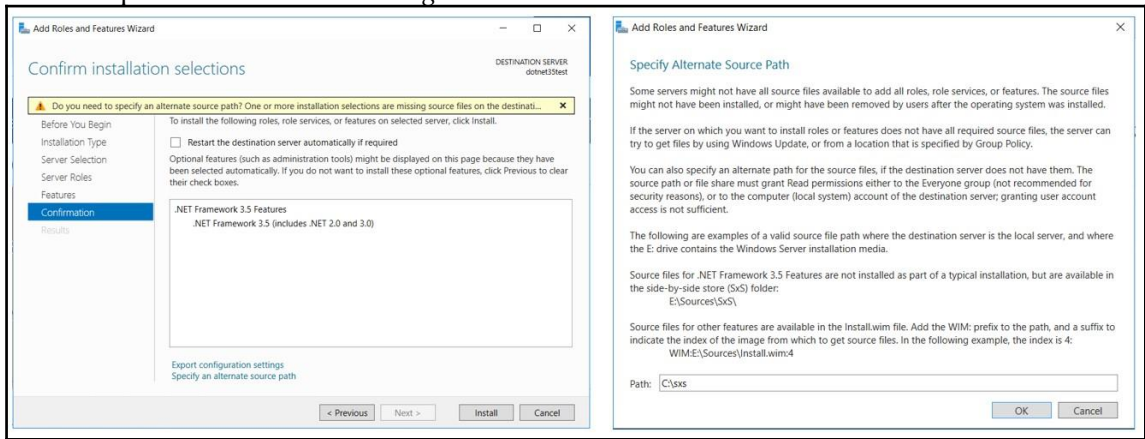 Add Roles and Features Wizard
Confirm installation selections
DESTINATION SERVER
dotnet35test
Do you need to specify an alternate source path? One or more installation selections are missing source files on the destinati...
Before You Begin
Installation Type
Server Selection
Server Roles
Features
Confirmation
Results
To install the following roles, role services, or features on selected server, click Install.
Restart the destination server automatically if required
Optional features (such as administration tools) might be displayed on this page because they have
been selected automatically. If you do not want to install these optional features, click Previous to clear
their check boxes.
.NET Framework 3.5 Features
.NET Framework 3.5 (includes .NET 2.0 and 3.0)
Export configuration settings
Specify an alternate source path
< Previous
Next >
Install
Cancel
Add Roles and Features Wizard
Specify Alternate Source Path
Some servers might not have all source files available to add all roles, role services, or features. The source files
might not have been installed, or might have been removed by users after the operating system was installed.
If the server on which you want to install roles or features does not have all required source files, the server can
try to get files by using Windows Update, or from a location that is specified by Group Policy.
You can also specify an alternate path for the source files, if the destination server does not have them. The
source path or file share must grant Read permissions either to the Everyone group (not recommended for
security reasons), or to the computer (local system) account of the destination server; granting user account
access is not sufficient.
The following are examples of a valid source file path where the destination server is the local server, and where
the E: drive contains the Windows Server installation media.
Source files for .NET Framework 3.5 Features are not installed as part of a typical installation, but are available in
the side-by-side store (SxS) folder:
E:\Sources\SxS\
Source files for other features are available in the Install.wim file. Add the WIM: prefix to the path, and a suffix to
indicate the index of the image from which to get source files. In the following example, the index is 4:
WIM:E:\Sources\Install.wim:4
Path: C:\sxs
OK
Cancel